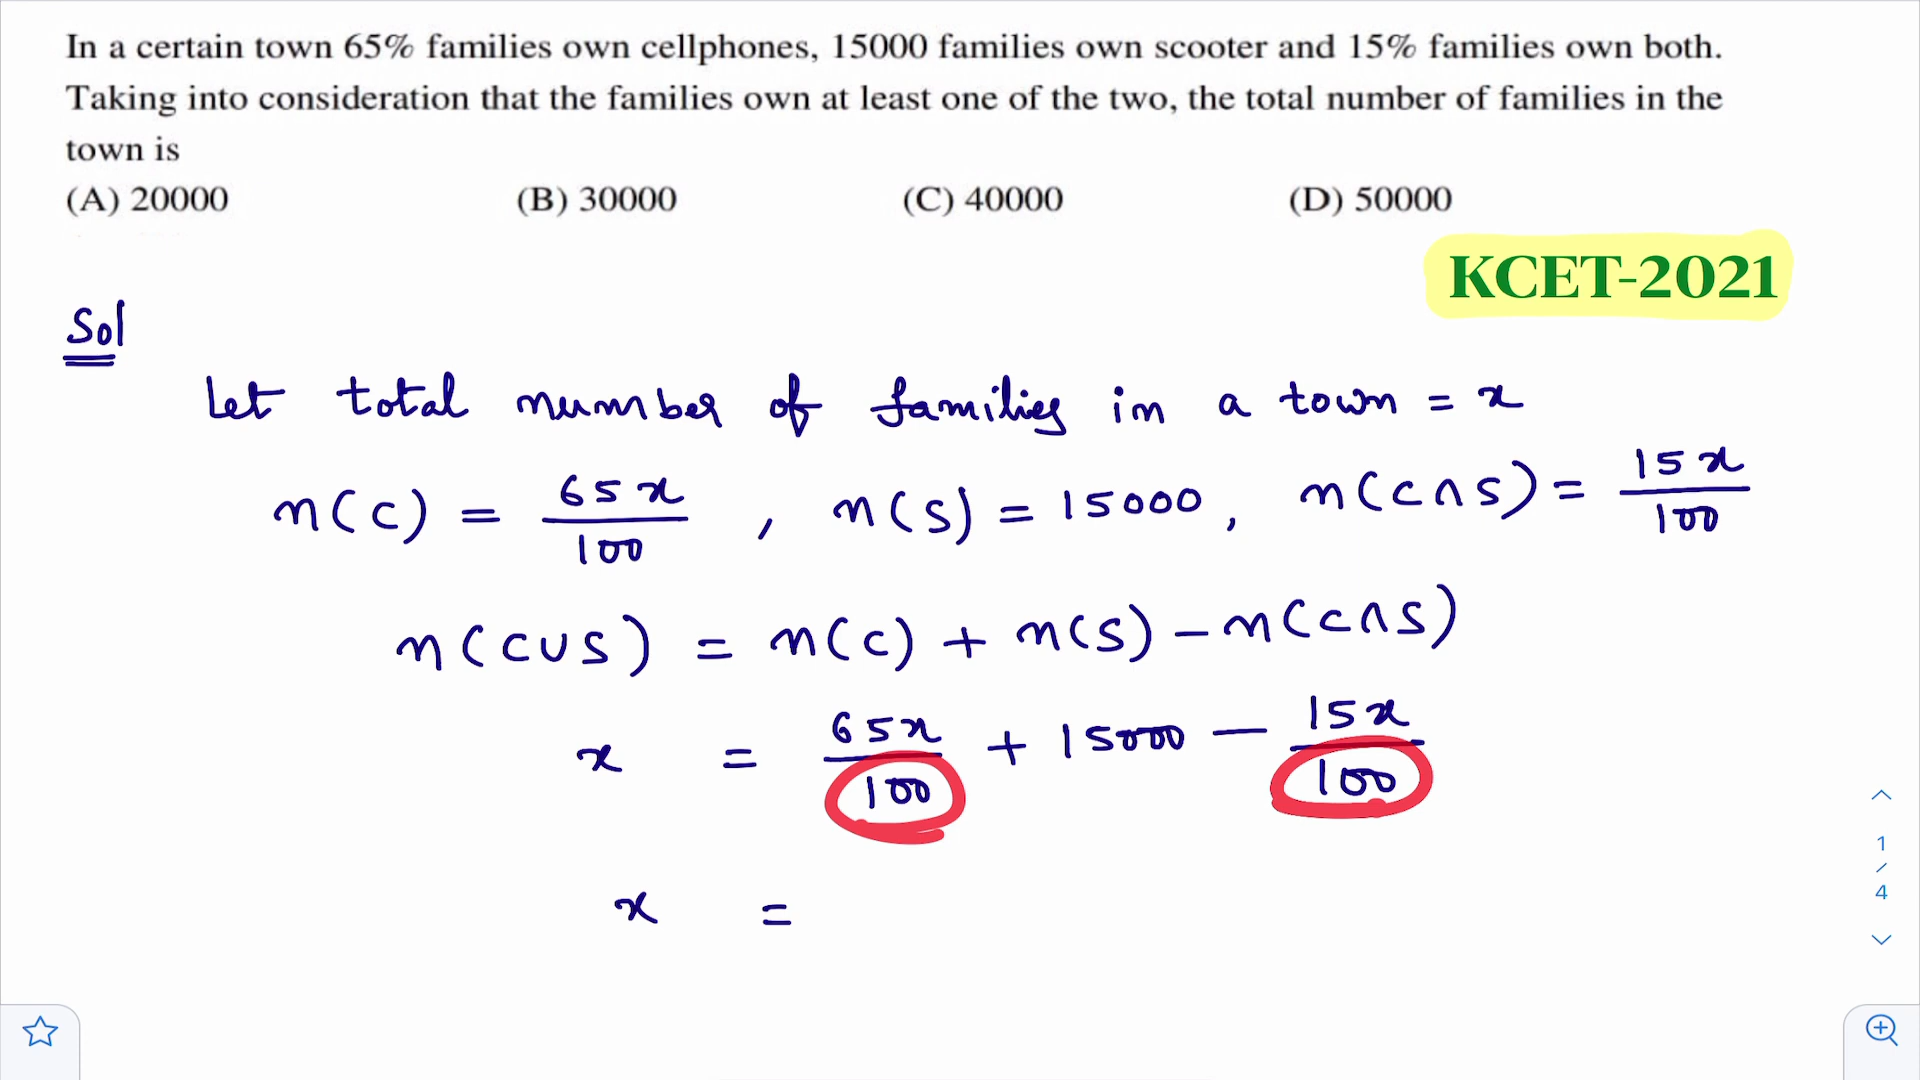 In a certain town 65% families own cellphones, 15000 families own scooter and 15% families own both.
Taking into consideration that the families own at least one of the two, the total number of families in the
town is
(A) 20000 (B) 30000 (C) 40000 (D) 50000
KCET-2021
Sol
Let total number of families in a town = x
n(C) = 65x/100 , n(S) = 15000 , n(C∩S) = 15x/100
n(C∪S) = n(C) + n(S) − n(C∩S)
x = 65x/100 + 15000 − 15x/100
x =
1
/
4